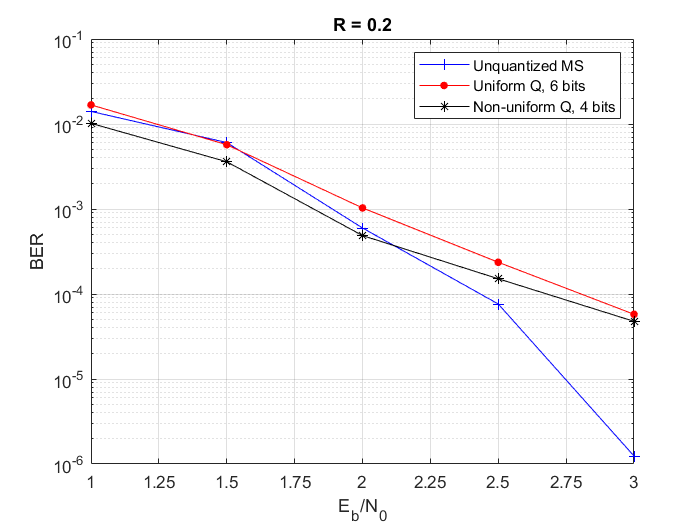 R = 0.2
10^-1
10^-2
10^-3
10^-4
10^-5
10^-6
BER
Unquantized MS
Uniform Q, 6 bits
Non-uniform Q, 4 bits
1 1.25 1.5 1.75 2 2.25 2.5 2.75 3
E_b/N_0